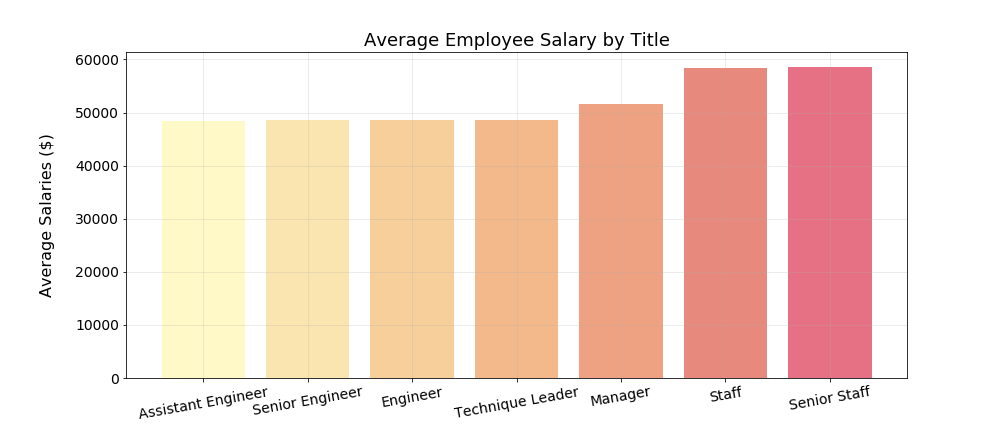 Average Employee Salary by Title
Average Salaries ($)
60000
50000
40000
30000
20000
10000
0
Assistant Engineer
Senior Engineer
Engineer
Technique Leader
Manager
Staff
Senior Staff